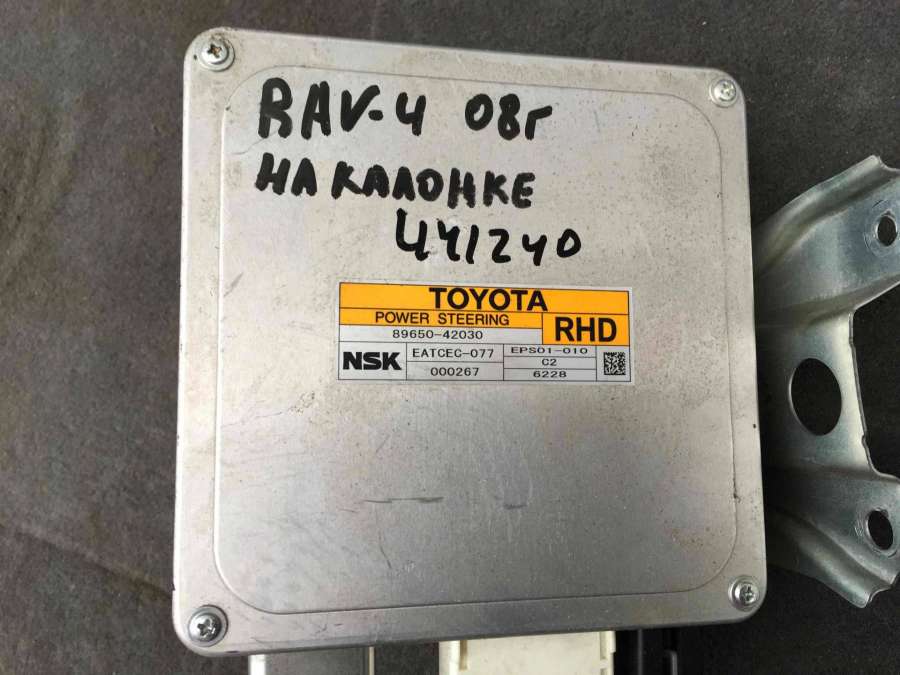 RAV-4 08г
НА КАЛОНКЕ
441240
TOYOTA
POWER STEERING
89650-42030
RHD
NSK
EATCEC-077
EPS01-010
C2
000267
6228